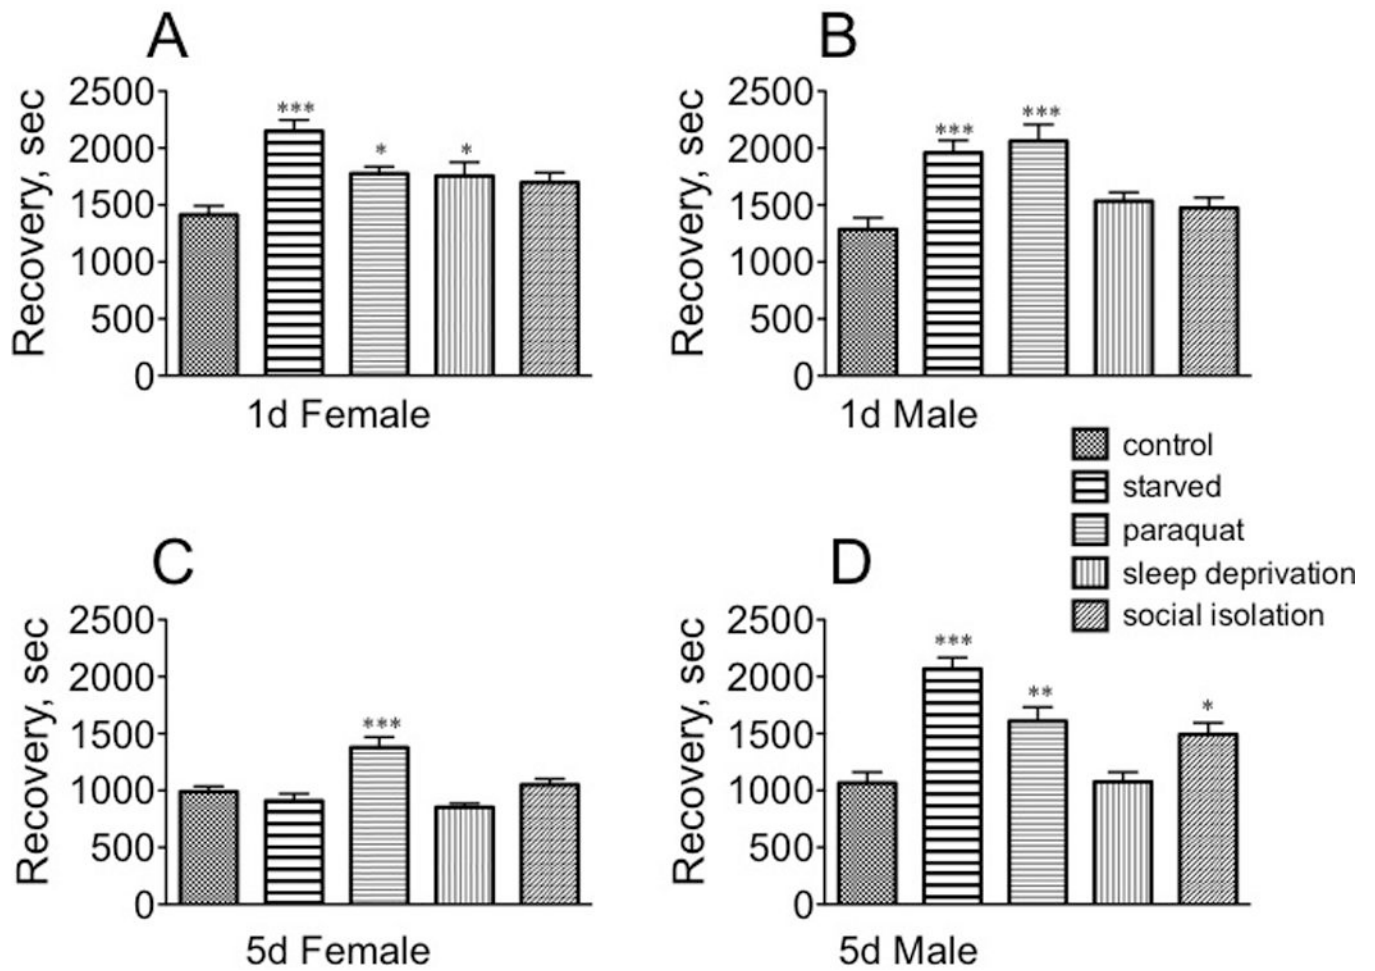 A
Recovery, sec
2500
2000
1500
1000
500
0
***
*
*
1d Female
B
Recovery, sec
2500
2000
1500
1000
500
0
***
***
1d Male
control
starved
paraquat
sleep deprivation
social isolation
C
Recovery, sec
2500
2000
1500
1000
500
0
***
5d Female
D
Recovery, sec
2500
2000
1500
1000
500
0
***
**
*
5d Male